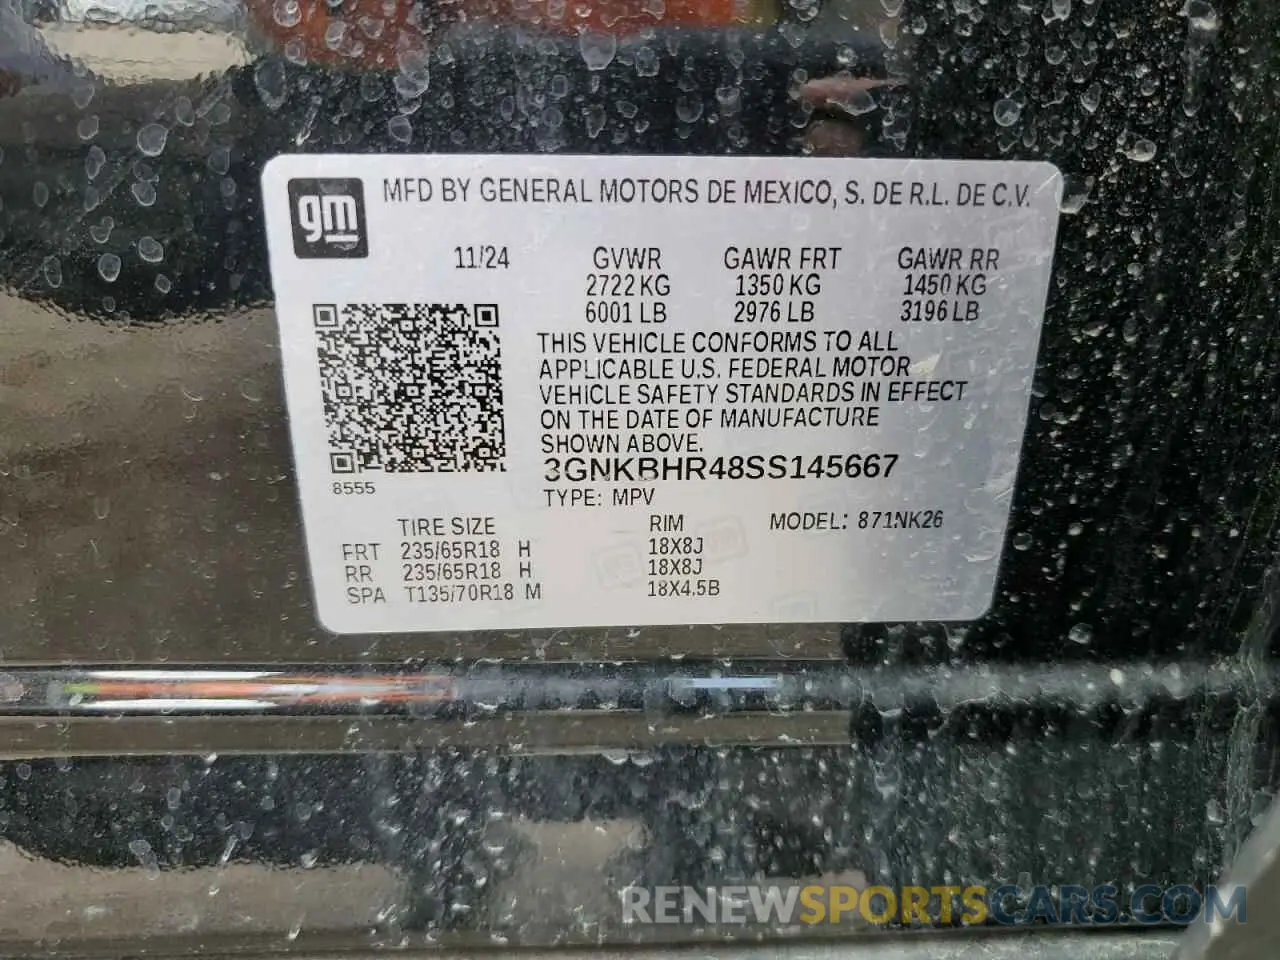 gm
MFD BY GENERAL MOTORS DE MEXICO, S. DE R.L. DE C.V.
11/24 GVWR GAWR FRT GAWR RR
2722 KG 1350 KG 1450 KG
6001 LB 2976 LB 3196 LB
THIS VEHICLE CONFORMS TO ALL
APPLICABLE U.S. FEDERAL MOTOR
VEHICLE SAFETY STANDARDS IN EFFECT
ON THE DATE OF MANUFACTURE
SHOWN ABOVE.
3GNKBHR48SS145667
8555
TYPE: MPV
TIRE SIZE RIM MODEL: 871NK26
FRT 235/65R18 H 18X8J
RR 235/65R18 H 18X8J
SPA T135/70R18 M 18X4.5B
RENEWSPORTSCARS.COM